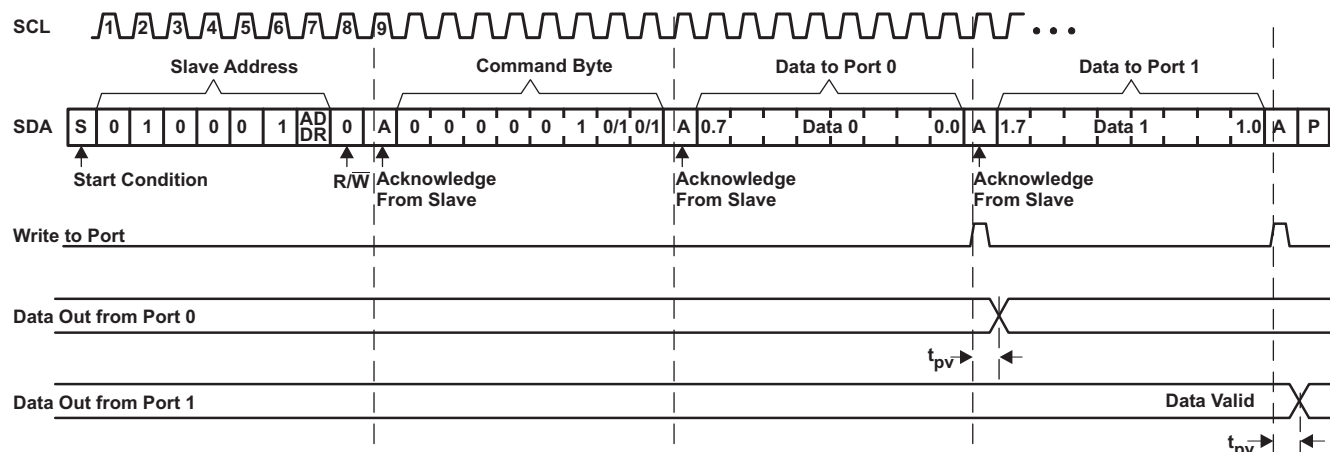 SCL 1 2 3 4 5 6 7 8 9 • • •
Slave Address Command Byte Data to Port 0 Data to Port 1
SDA S 0 1 0 0 0 1 AD DR 0 A 0 0 0 0 0 1 0/1 0/1 A 0.7 Data 0 0.0 A 1.7 Data 1 1.0 A P
Start Condition R/W Acknowledge From Slave Acknowledge From Slave Acknowledge From Slave
Write to Port
Data Out from Port 0
tpv
Data Out from Port 1 Data Valid
tpv